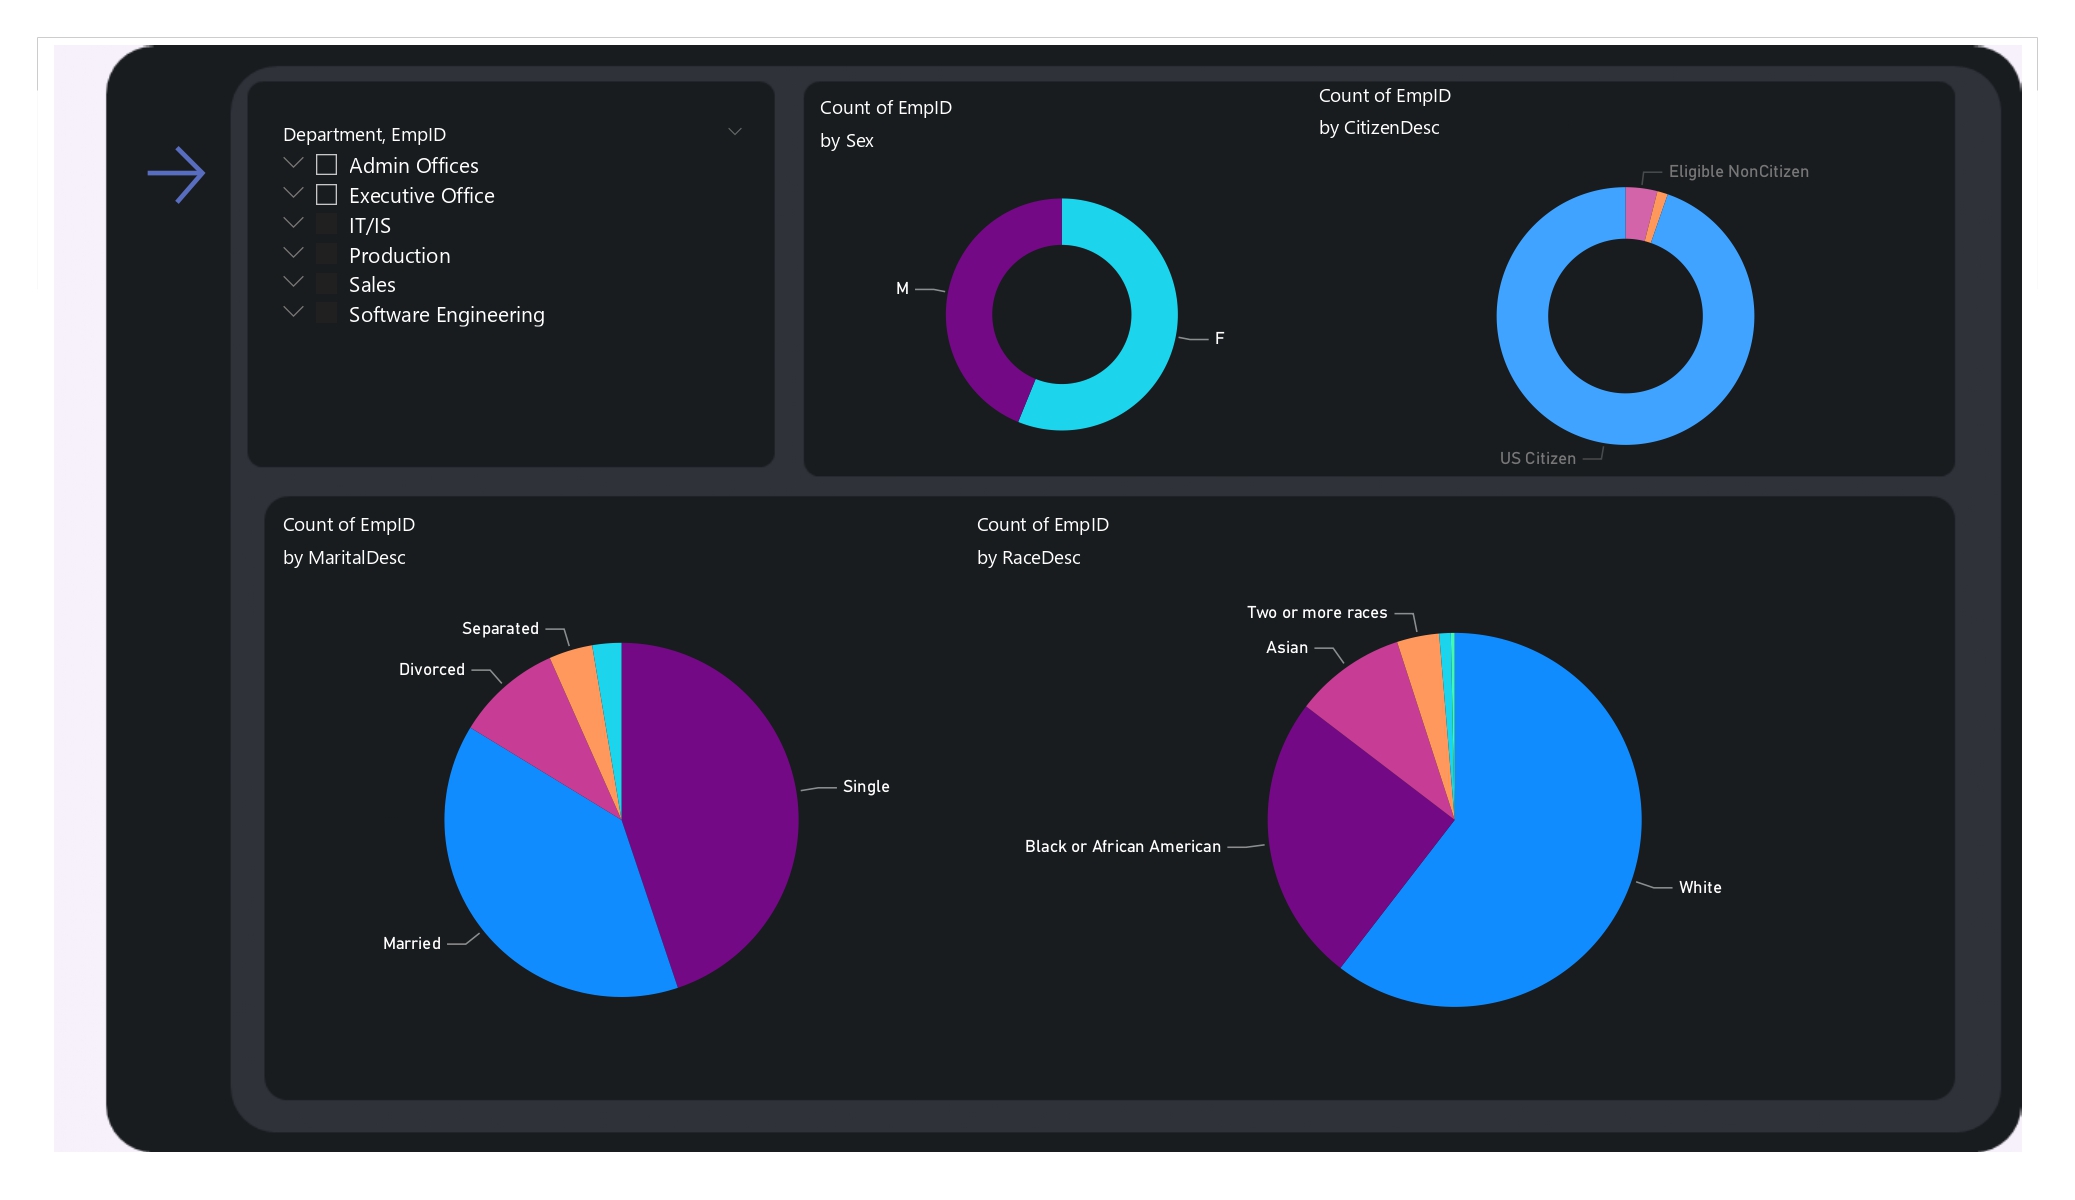 Department, EmpID
Admin Offices
Executive Office
IT/IS
Production
Sales
Software Engineering
Count of EmpID
by Sex
M
F
Count of EmpID
by CitizenDesc
Eligible NonCitizen
US Citizen
Count of EmpID
by MaritalDesc
Separated
Divorced
Single
Married
Count of EmpID
by RaceDesc
Two or more races
Asian
Black or African American
White